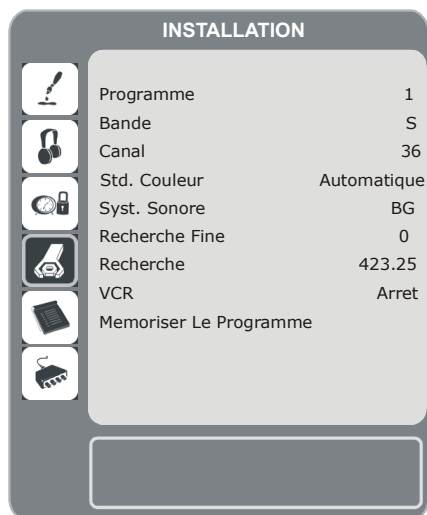 INSTALLATION
Programme 1
Bande S
Canal 36
Std. Couleur Automatique
Syst. Sonore BG
Recherche Fine 0
Recherche 423.25
VCR Arret
Memoriser Le Programme